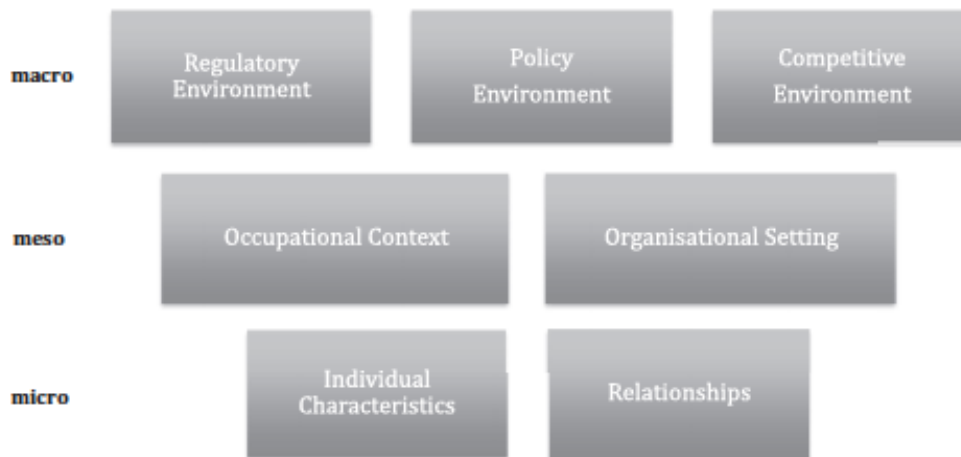 macro
Regulatory
Environment
Policy
Environment
Competitive
Environment
meso
Occupational Context
Organisational Setting
micro
Individual
Characteristics
Relationships